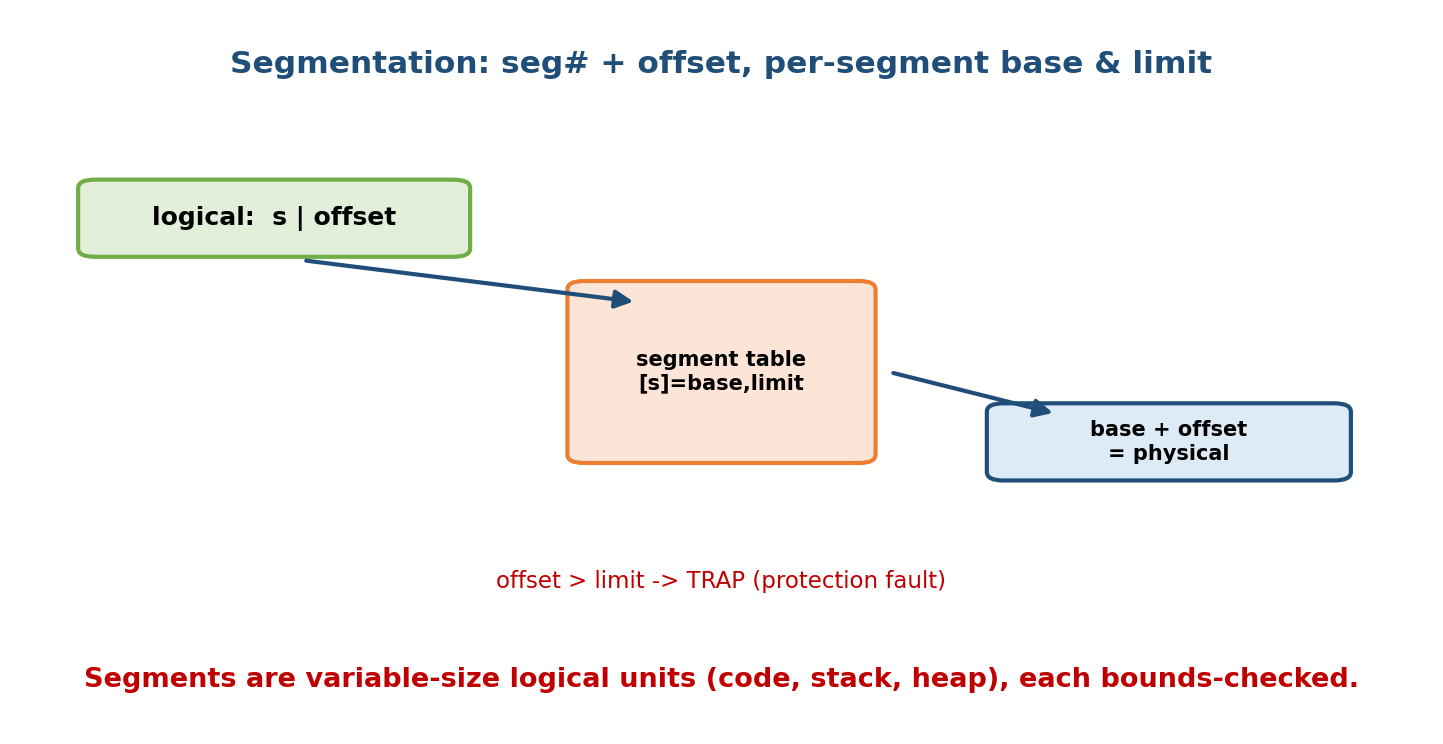 Segmentation: seg# + offset, per-segment base & limit
logical:  s | offset
segment table
[s]=base,limit
base + offset
= physical
offset > limit -> TRAP (protection fault)
Segments are variable-size logical units (code, stack, heap), each bounds-checked.